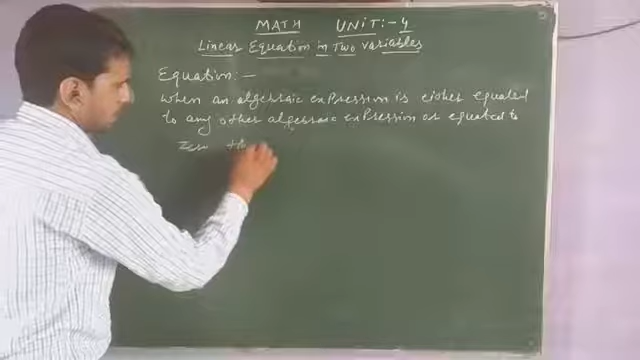 MATH UNIT:- 4
Linear Equation in Two Variables
Equation:-
When an algebraic exPression is either equated
to any other algebraic exPression or equated to
Zero th